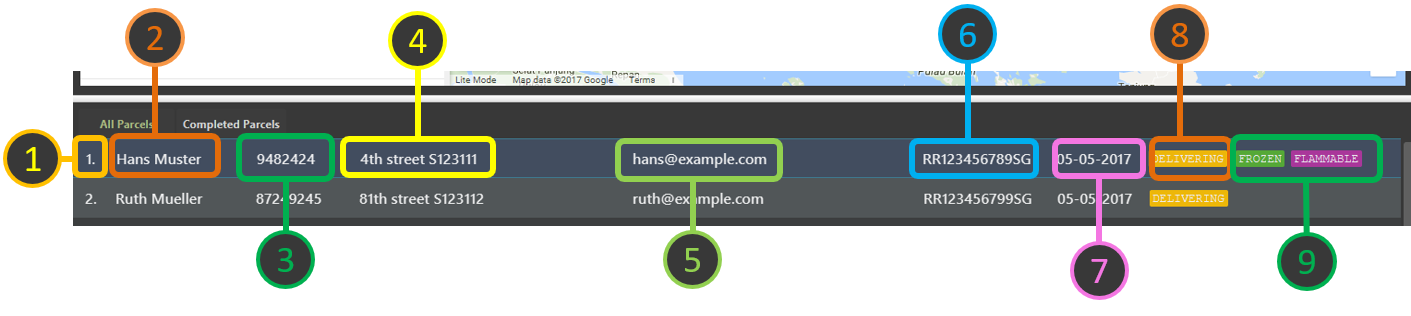 2
4
6
8
Lite Mode Map data ©2017 Google Terms
All Parcels Completed Parcels
1
1. Hans Muster 9482424 4th street S123111 hans@example.com RR123456789SG 05-05-2017 DELIVERING FROZEN FLAMMABLE
2. Ruth Mueller 87249245 81th street S123112 ruth@example.com RR123456799SG 05-05-2017 DELIVERING
3
5
7
9